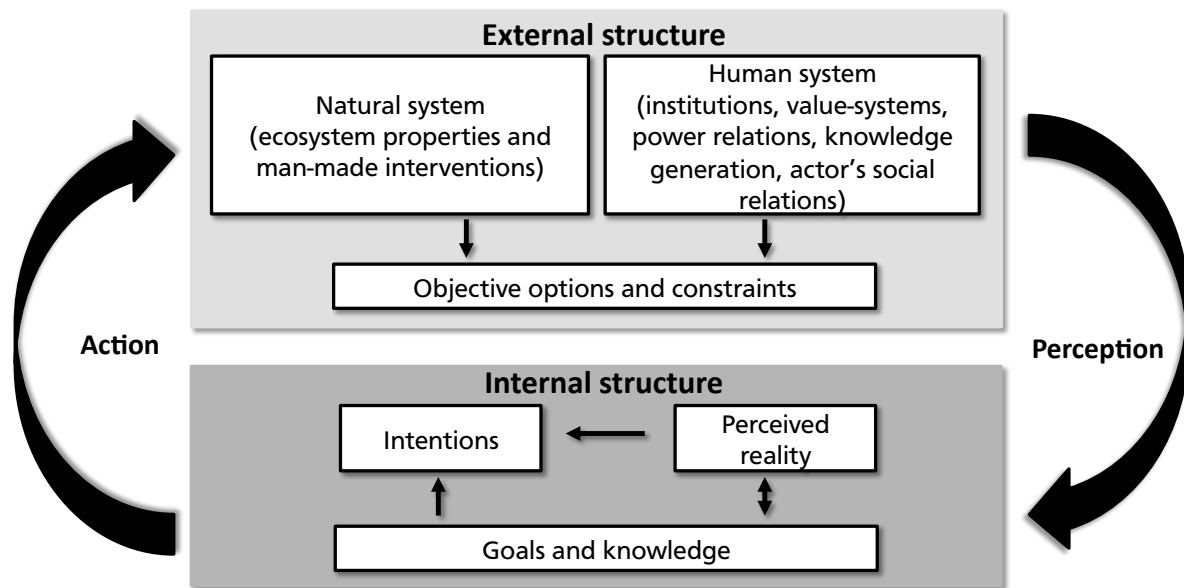 External structure
Natural system
(ecosystem properties and
man-made interventions)
Human system
(institutions, value-systems,
power relations, knowledge
generation, actor’s social
relations)
Objective options and constraints
Action
Perception
Internal structure
Intentions
Perceived
reality
Goals and knowledge